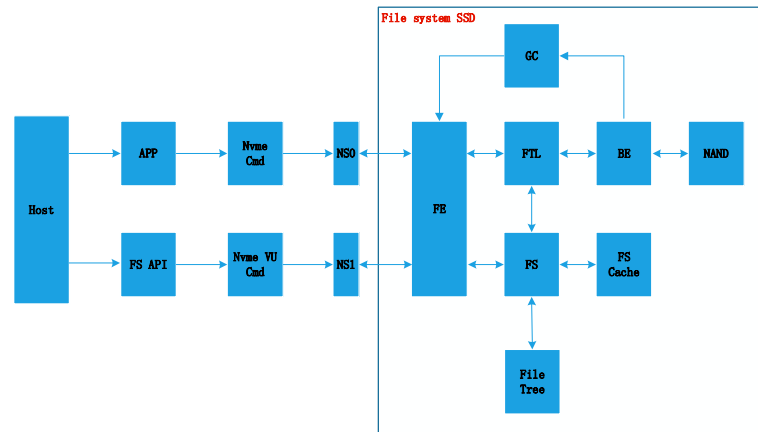 File system SSD
GC
Host
APP
Nvme
Cmd
NS0
FE
FTL
BE
NAND
FS API
Nvme VU
Cmd
NS1
FS
FS
Cache
File
Tree